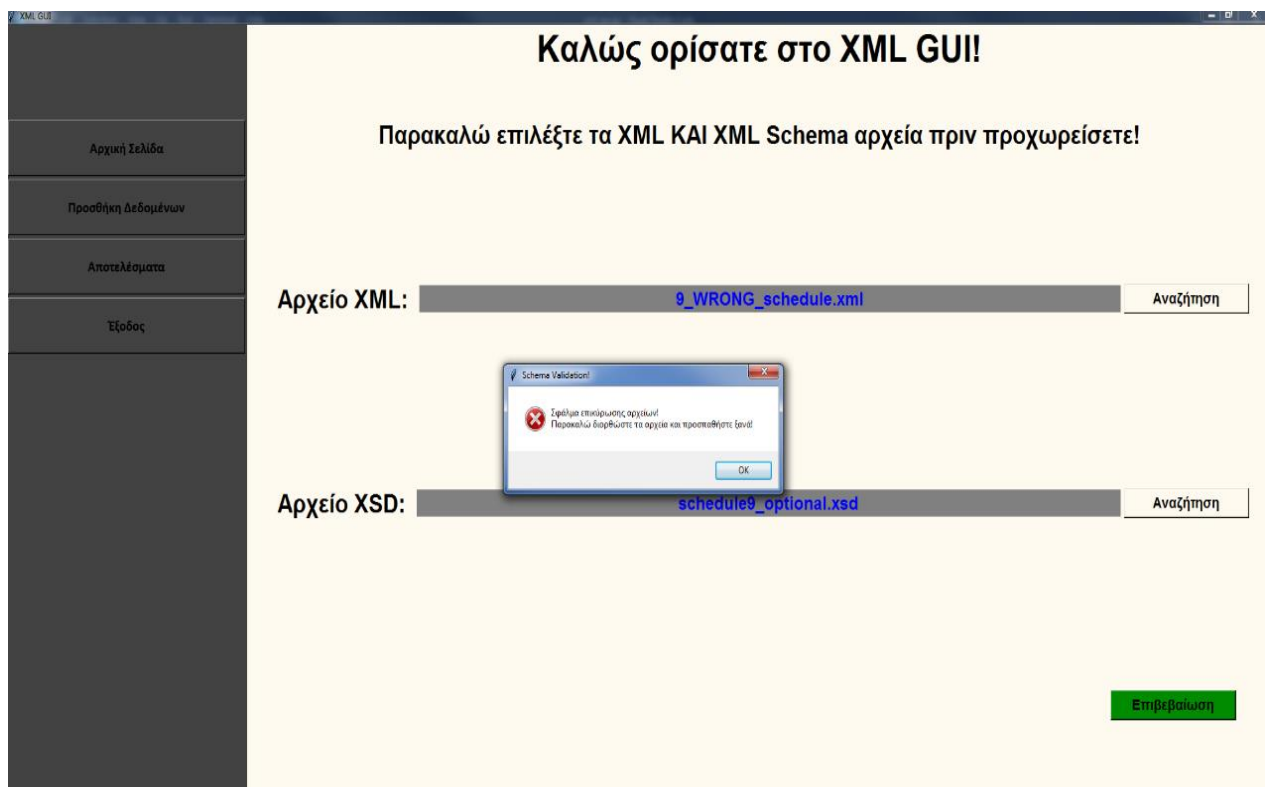 XML GUI
Καλώς ορίσατε στο XML GUI!
Παρακαλώ επιλέξτε τα XML ΚΑΙ XML Schema αρχεία πριν προχωρείσετε!
Αρχική Σελίδα
Προσθήκη Δεδομένων
Αποτελέσματα
Έξοδος
Αρχείο XML: 9_WRONG_schedule.xml Αναζήτηση
Schema Validation!
Σφάλμα επικύρωσης αρχείων!
Παρακαλώ διορθώστε τα αρχεία και προσπαθήστε ξανά!
OK
Αρχείο XSD: schedule9_optional.xsd Αναζήτηση
Επιβεβαίωση